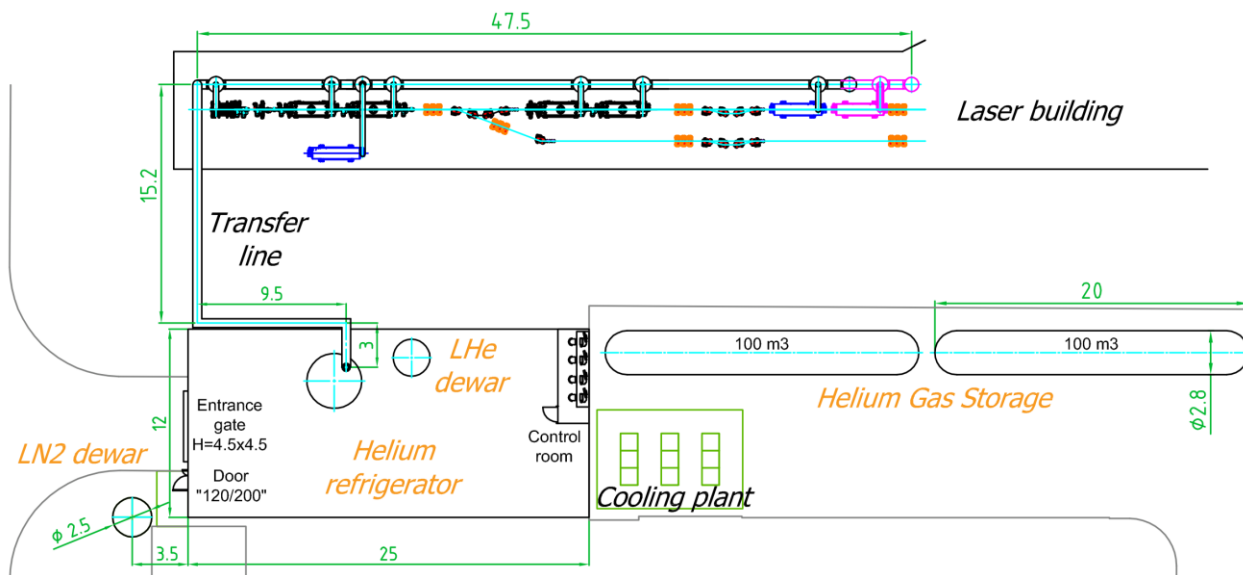 47.5
Laser building
15.2
Transfer
line
9.5
20
3
100 m3
100 m3
LHe
dewar
Helium Gas Storage
ϕ2.8
12
Entrance
gate
H=4.5x4.5
Control
room
LN2 dewar
Helium
refrigerator
Door
"120/200"
Cooling plant
ϕ 2.5
3.5
25